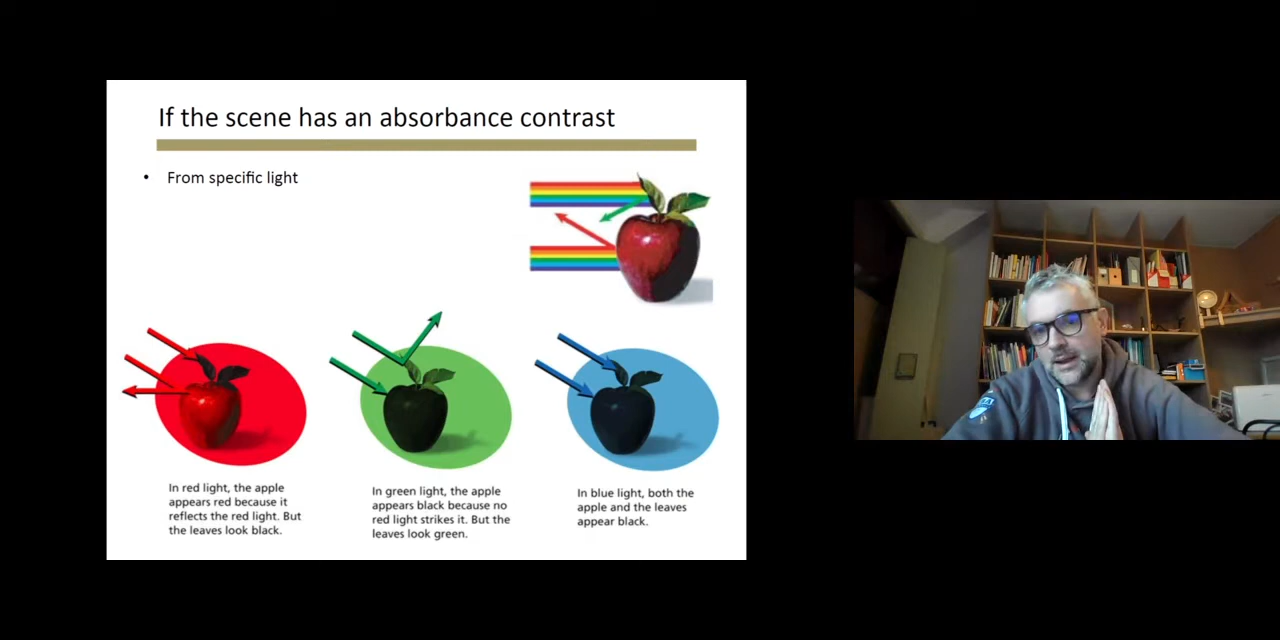 If the scene has an absorbance contrast
• From specific light
In red light, the apple
appears red because it
reflects the red light. But
the leaves look black.
In green light, the apple
appears black because no
red light strikes it. But the
leaves look green.
In blue light, both the
apple and the leaves
appear black.